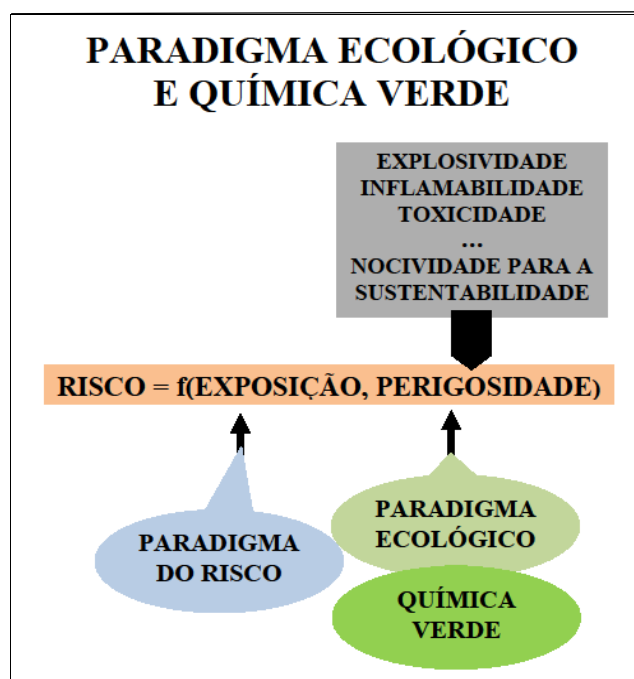 PARADIGMA ECOLÓGICO
E QUÍMICA VERDE
EXPLOSIVIDADE
INFLAMABILIDADE
TOXICIDADE
...
NOCIVIDADE PARA A
SUSTENTABILIDADE
RISCO = f(EXPOSIÇÃO, PERIGOSIDADE)
PARADIGMA
DO RISCO
PARADIGMA
ECOLÓGICO
QUÍMICA
VERDE